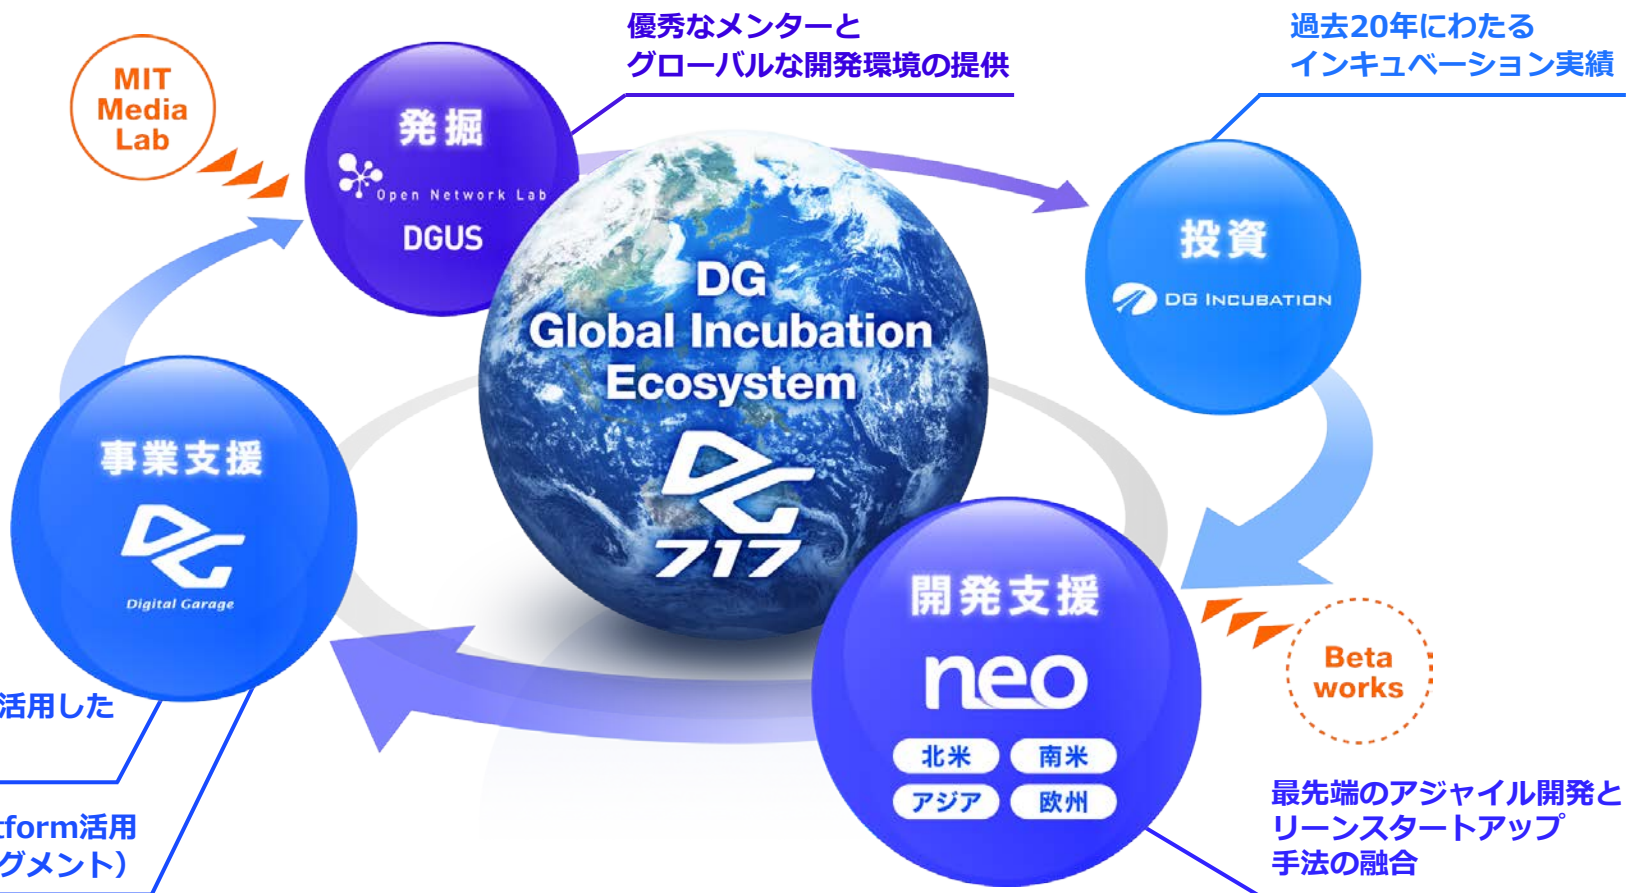 優秀なメンターと
グローバルな開発環境の提供
過去20年にわたる
インキュベーション実績
MIT
Media
Lab
発掘
Open Network Lab
DGUS
投資
DG INCUBATION
DG
Global Incubation
Ecosystem
DG
717
事業支援
DG
Digital Garage
開発支援
neo
北米
南米
アジア
欧州
Beta
works
活用した
tform活用
グメント）
最先端のアジャイル開発と
リーンスタートアップ
手法の融合